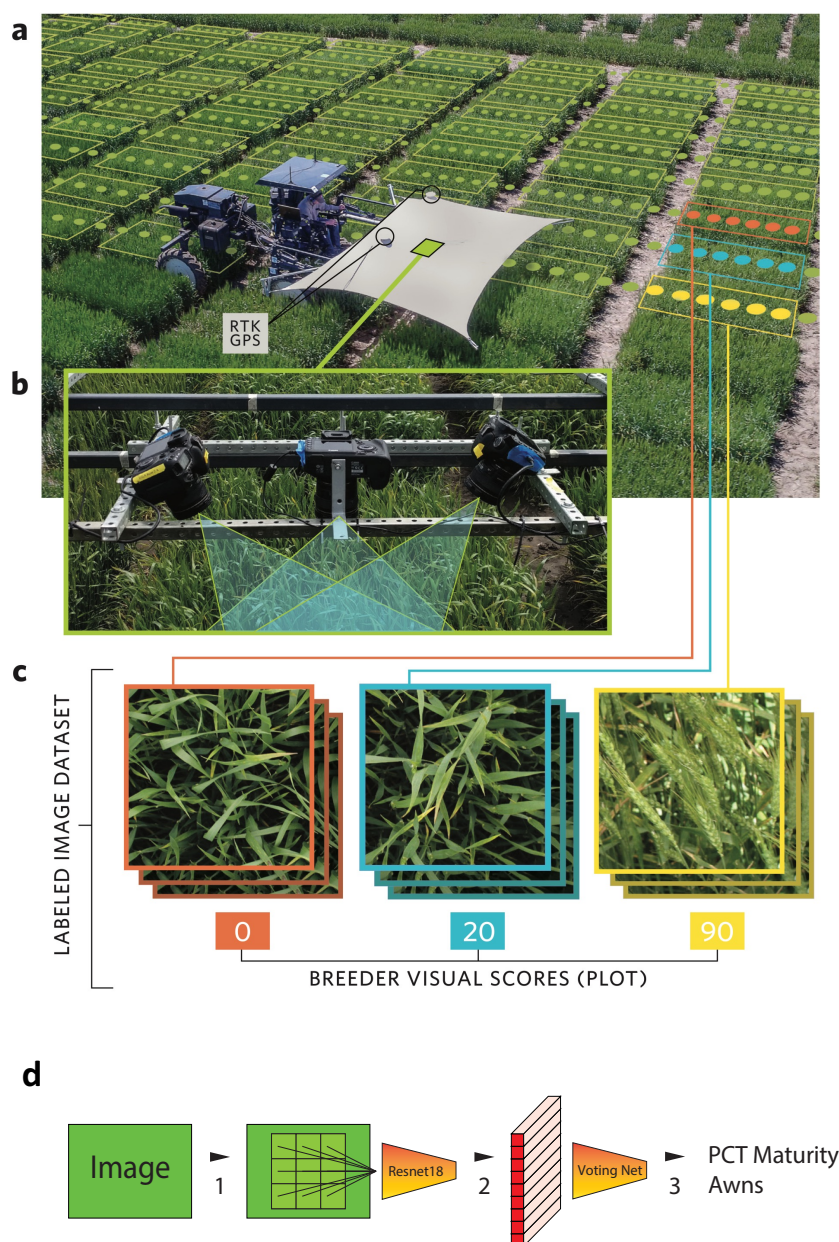 a
RTK
GPS
b
c
LABELED IMAGE DATASET
0
20
90
BREEDER VISUAL SCORES (PLOT)
d
Image
1
Resnet18
2
Voting Net
3
PCT Maturity
Awns